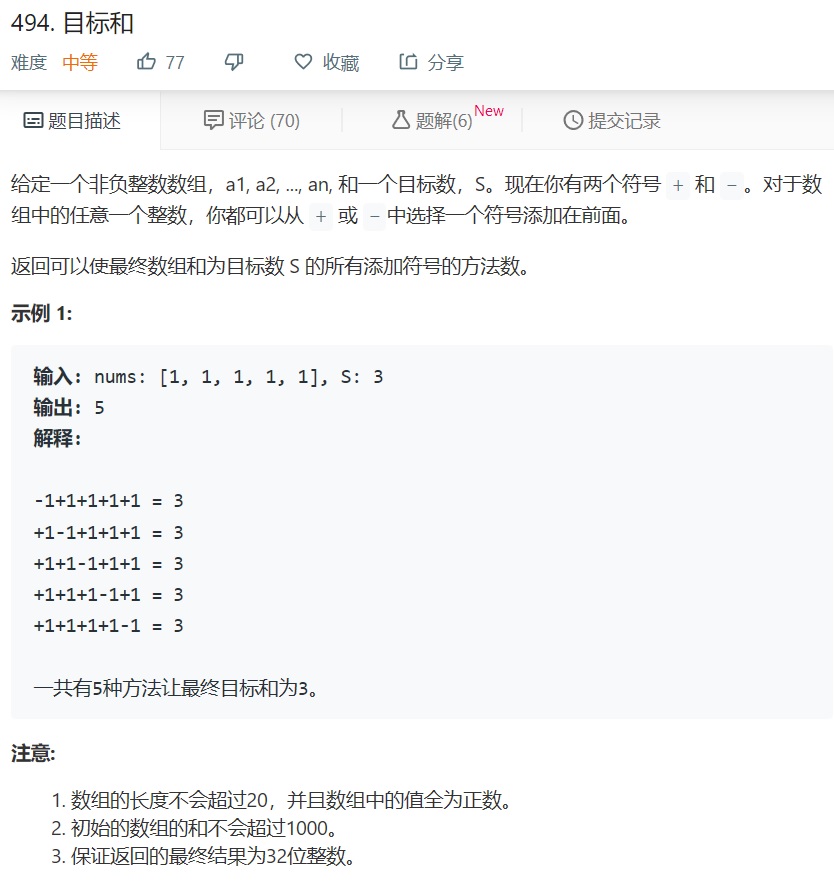 494. 目标和
难度 中等 77 收藏 分享
题目描述 评论 (70) 题解(6) New 提交记录
给定一个非负整数数组，a1, a2, ..., an, 和一个目标数，S。现在你有两个符号 + 和 -。对于数
组中的任意一个整数，你都可以从 + 或 -中选择一个符号添加在前面。
返回可以使最终数组和为目标数 S 的所有添加符号的方法数。
示例 1:
输入: nums: [1, 1, 1, 1, 1], S: 3
输出: 5
解释:
-1+1+1+1+1 = 3
+1-1+1+1+1 = 3
+1+1-1+1+1 = 3
+1+1+1-1+1 = 3
+1+1+1+1-1 = 3
一共有5种方法让最终目标和为3。
注意:
1. 数组的长度不会超过20，并且数组中的值全为正数。
2. 初始的数组的和不会超过1000。
3. 保证返回的最终结果为32位整数。